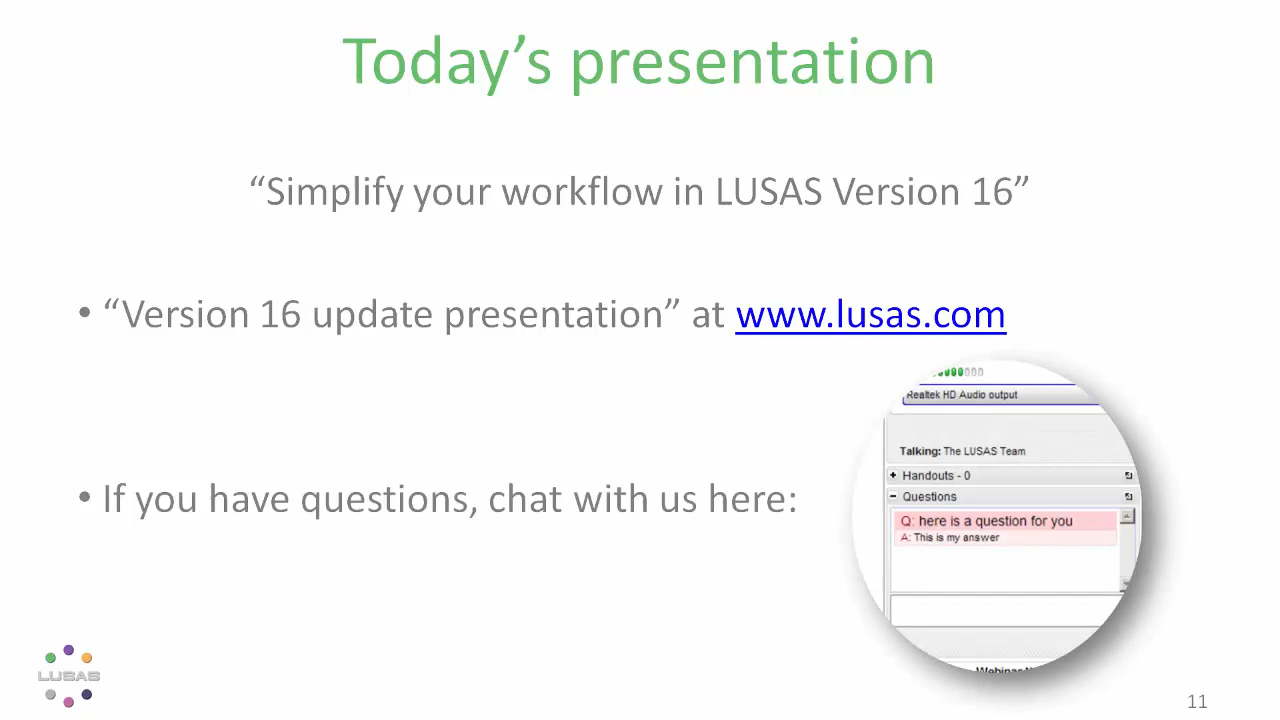 Today’s presentation
“Simplify your workflow in LUSAS Version 16”
• “Version 16 update presentation” at www.lusas.com
• If you have questions, chat with us here:
Realtek HD Audio output
Talking: The LUSAS Team
Handouts - 0
Questions
Q: here is a question for you
A: This is my answer
Webinar
LUSAS
11